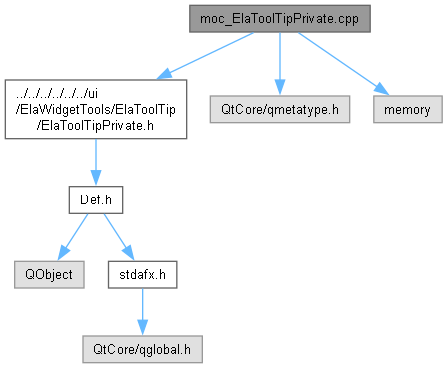 moc_ElaToolTipPrivate.cpp
../../../../../../ui
/ElaWidgetTools/ElaToolTip
/ElaToolTipPrivate.h
QtCore/qmetatype.h
memory
Def.h
QObject
stdafx.h
QtCore/qglobal.h